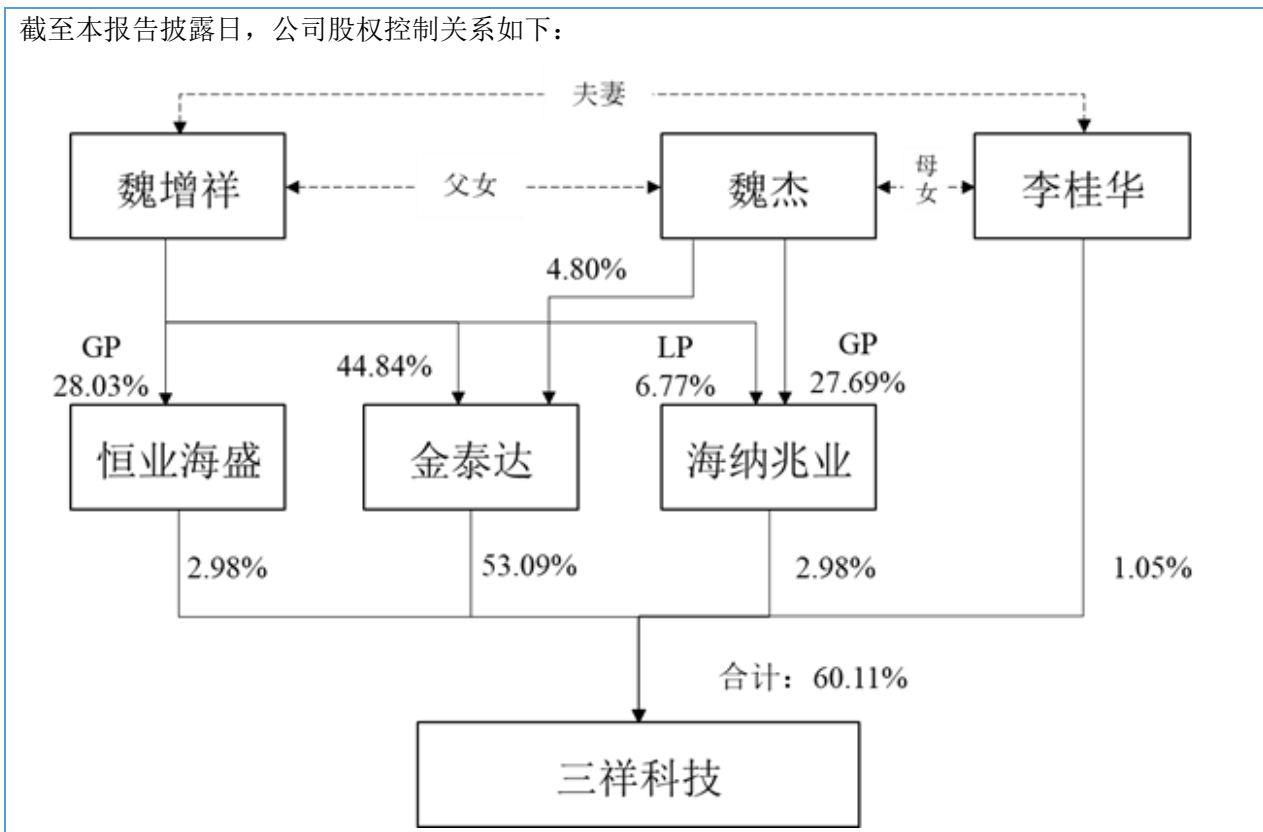 截至本报告披露日，公司股权控制关系如下：
夫妻
魏增祥
父女
魏杰
母女
李桂华
4.80%
GP
28.03%
44.84%
LP
6.77%
GP
27.69%
恒业海盛
金泰达
海纳兆业
2.98%
53.09%
2.98%
1.05%
合计：60.11%
三祥科技